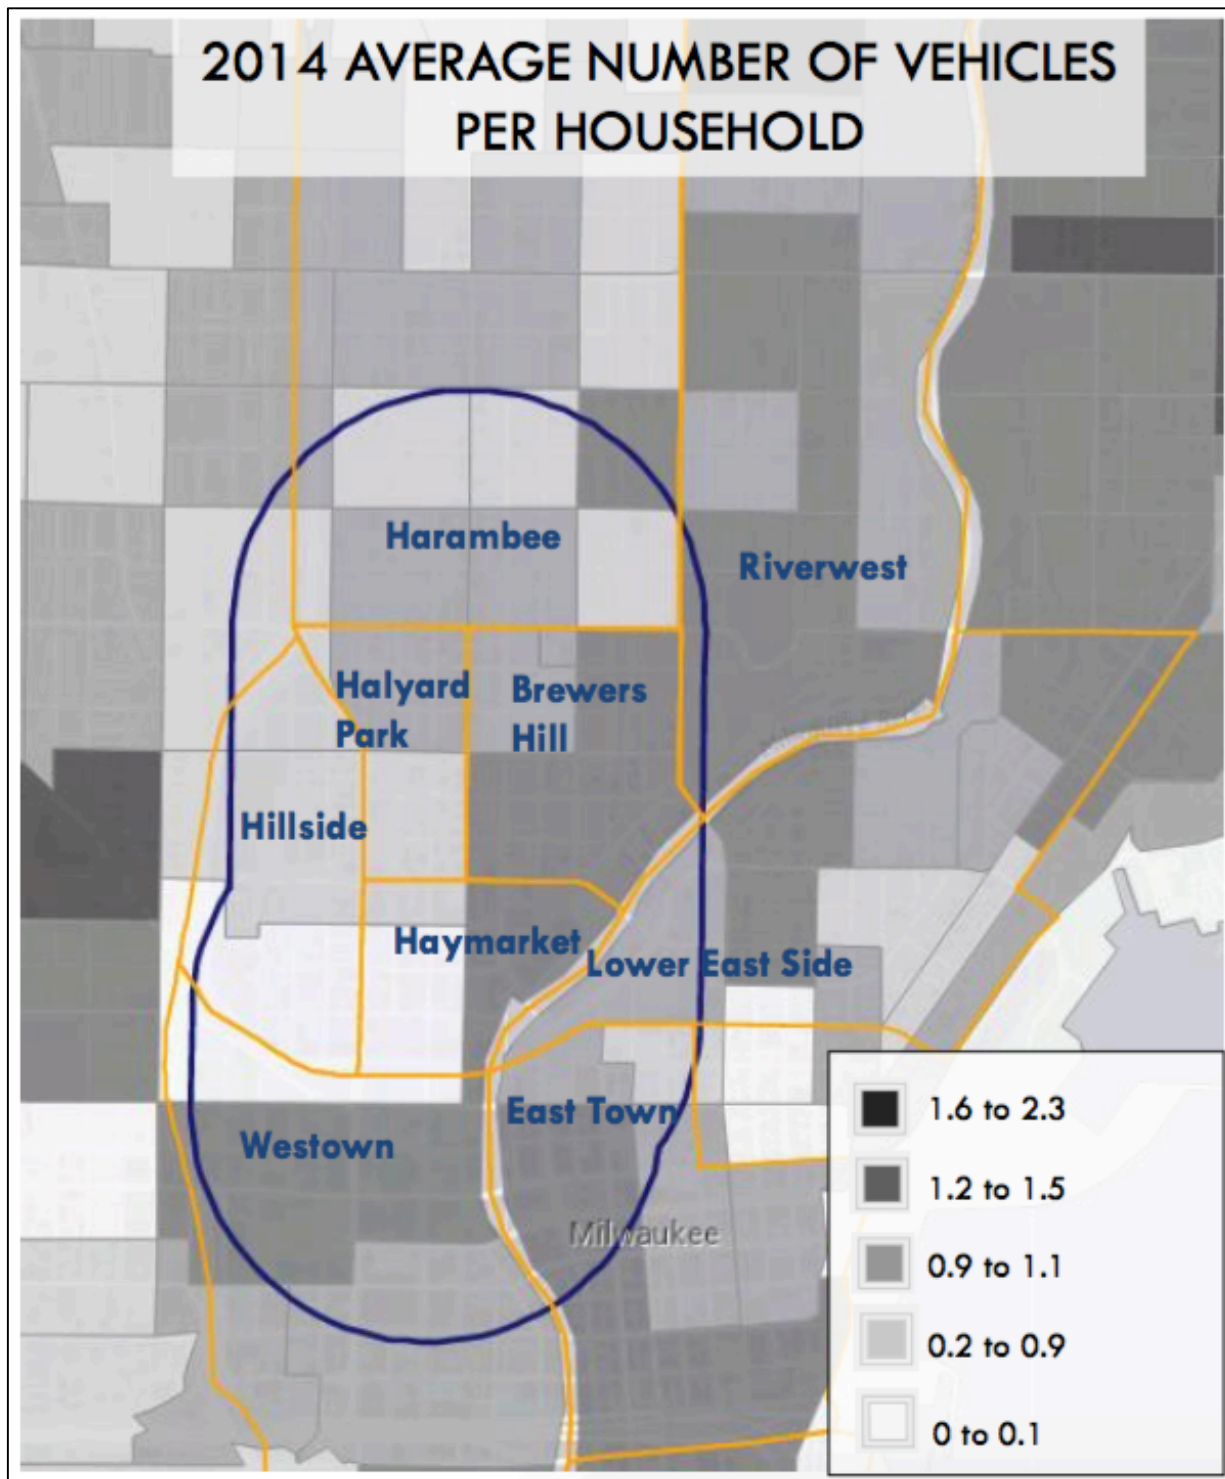 2014 AVERAGE NUMBER OF VEHICLES
PER HOUSEHOLD
Harambee
Riverwest
Halyard
Park
Brewers
Hill
Hillside
Haymarket
Lower East Side
East Town
Westown
Milwaukee
1.6 to 2.3
1.2 to 1.5
0.9 to 1.1
0.2 to 0.9
0 to 0.1